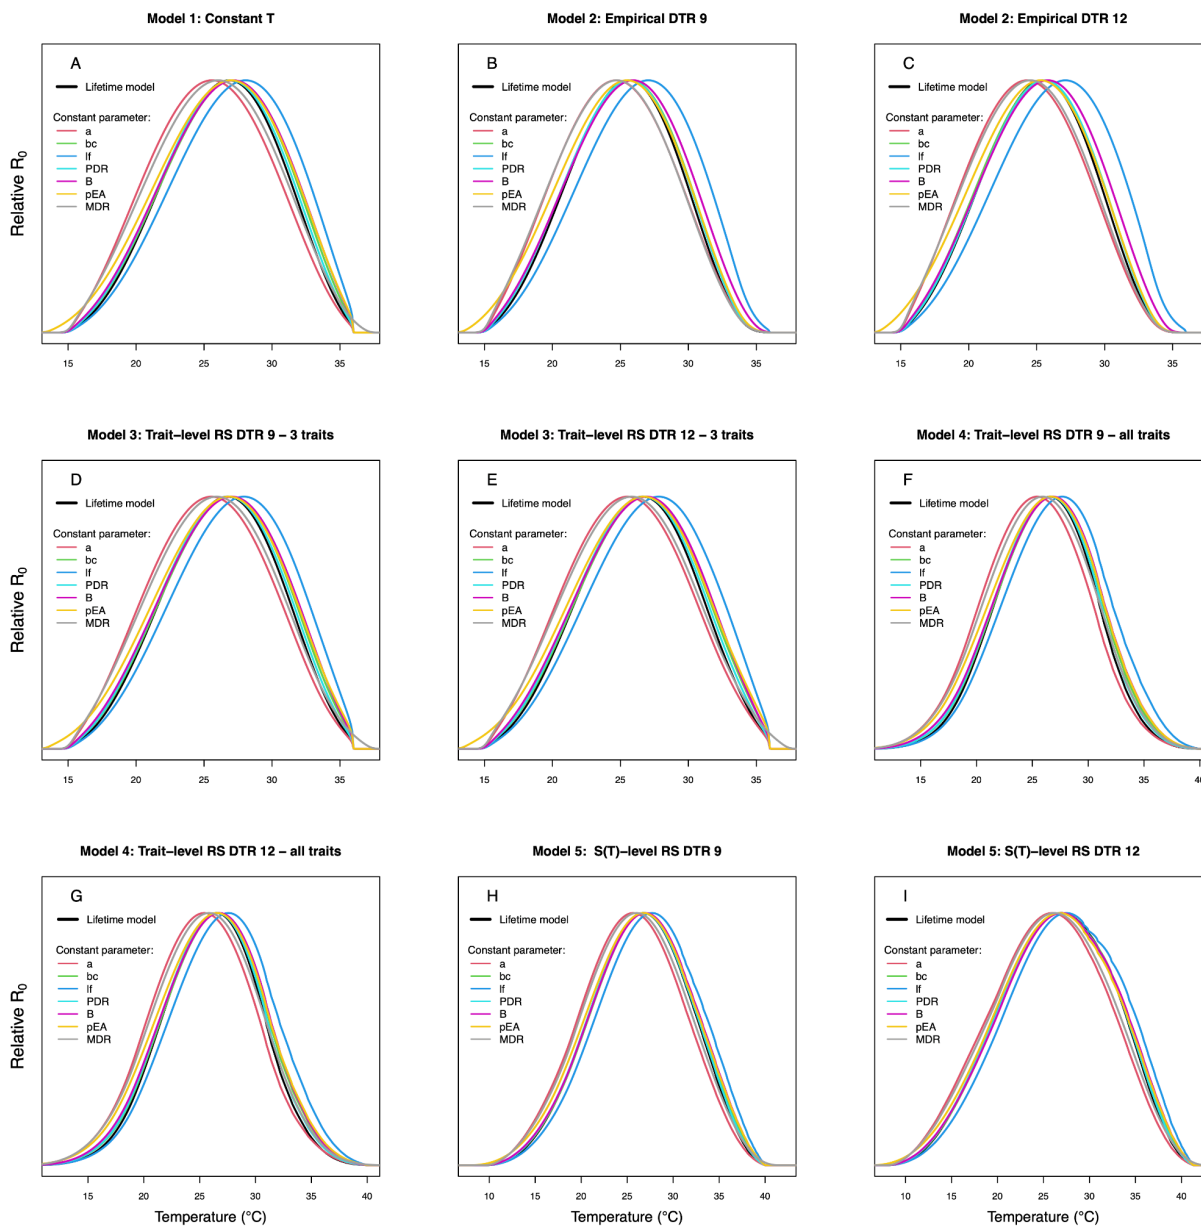 Model 1: Constant T
Model 2: Empirical DTR 9
Model 2: Empirical DTR 12
A
Lifetime model
Constant parameter:
a
bc
lf
PDR
B
pEA
MDR
Relative R0
15 20 25 30 35
B
Lifetime model
Constant parameter:
a
bc
lf
PDR
B
pEA
MDR
15 20 25 30 35
C
Lifetime model
Constant parameter:
a
bc
lf
PDR
B
pEA
MDR
15 20 25 30 35
Model 3: Trait–level RS DTR 9 – 3 traits
Model 3: Trait–level RS DTR 12 – 3 traits
Model 4: Trait–level RS DTR 9 – all traits
D
Lifetime model
Constant parameter:
a
bc
lf
PDR
B
pEA
MDR
Relative R0
15 20 25 30 35
E
Lifetime model
Constant parameter:
a
bc
lf
PDR
B
pEA
MDR
15 20 25 30 35
F
Lifetime model
Constant parameter:
a
bc
lf
PDR
B
pEA
MDR
15 20 25 30 35 40
Model 4: Trait–level RS DTR 12 – all traits
Model 5: S(T)–level RS DTR 9
Model 5: S(T)–level RS DTR 12
G
Lifetime model
Constant parameter:
a
bc
lf
PDR
B
pEA
MDR
Relative R0
15 20 25 30 35 40
Temperature (°C)
H
Lifetime model
Constant parameter:
a
bc
lf
PDR
B
pEA
MDR
10 15 20 25 30 35 40
Temperature (°C)
I
Lifetime model
Constant parameter:
a
bc
lf
PDR
B
pEA
MDR
10 15 20 25 30 35 40
Temperature (°C)